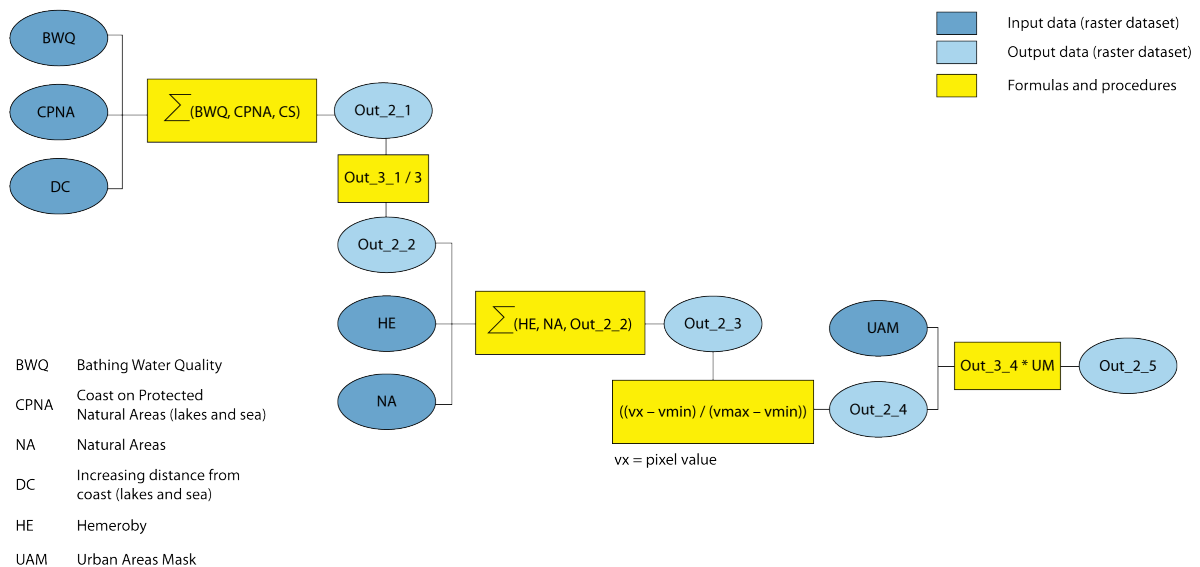 BWQ
CPNA
DC
∑(BWQ, CPNA, CS)
Out_2_1
Out_3_1 / 3
Out_2_2
HE
NA
∑(HE, NA, Out_2_2)
Out_2_3
((vx – vmin) / (vmax – vmin))
vx = pixel value
UAM
Out_2_4
Out_3_4 * UM
Out_2_5
Input data (raster dataset)
Output data (raster dataset)
Formulas and procedures
BWQ Bathing Water Quality
CPNA Coast on Protected
Natural Areas (lakes and sea)
NA Natural Areas
DC Increasing distance from
coast (lakes and sea)
HE Hemeroby
UAM Urban Areas Mask